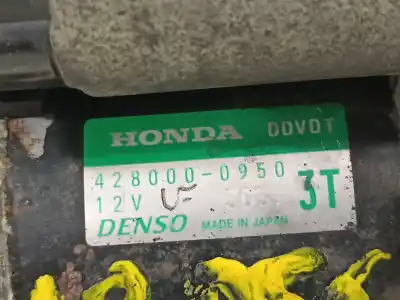 HONDA DDVDT
428000-0950
12V 3T
DENSO MADE IN JAPAN